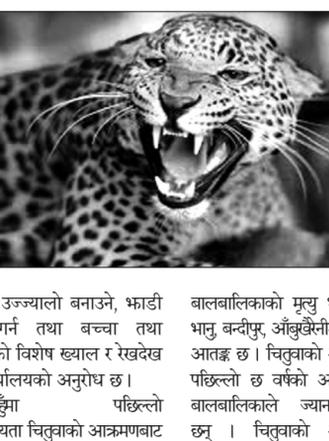 उज्ज्यालो बनाउने, झाडी
गर्न तथा बच्चा तथा
को विशेष ख्याल र रेखदेख
र्यालयको अनुरोध छ।
हुँमा पछिल्लो
यता चितुवाको आक्रमणबाट
बालबालिकाको मृत्यु
भानु, बन्दीपुर, आँबुखैरेनी
आतङ्क छ । चितुवाको
पछिल्लो छ वर्षको अ
बालबालिकाले ज्यान
छन् । चितुवाको